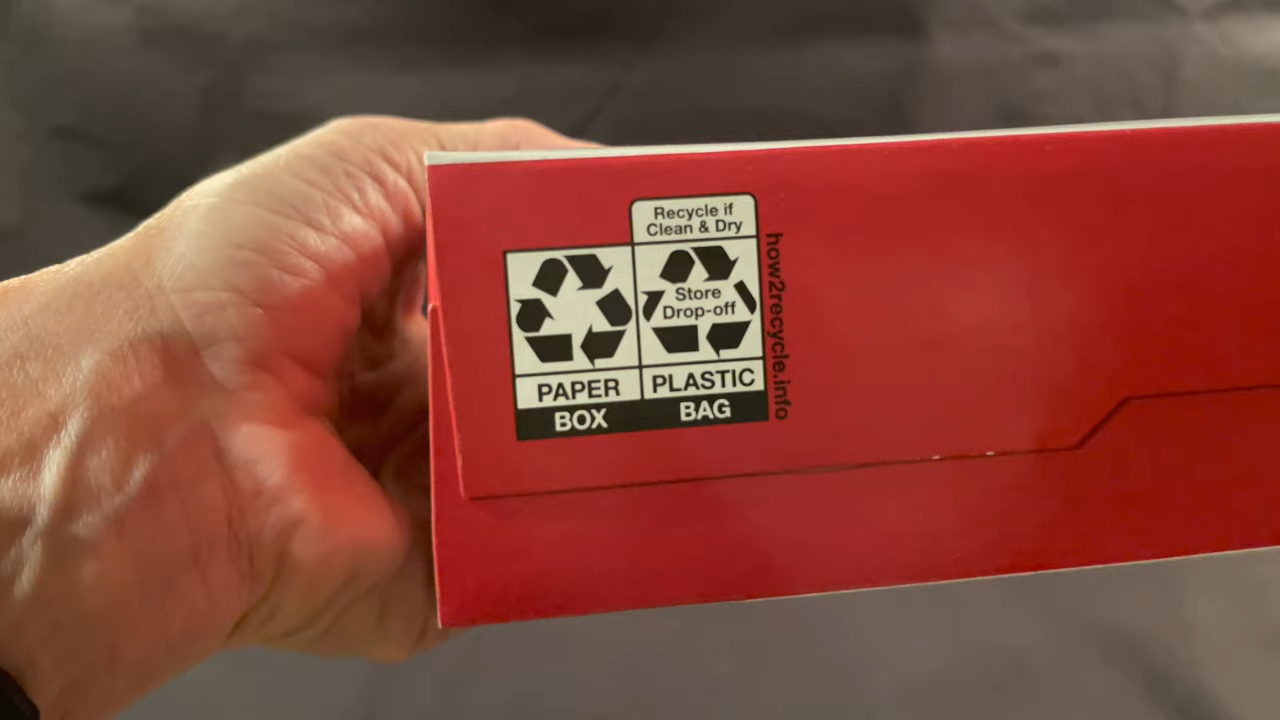 Recycle if
Clean & Dry
Store
Drop-off
PAPER
BOX
PLASTIC
BAG
how2recycle.info